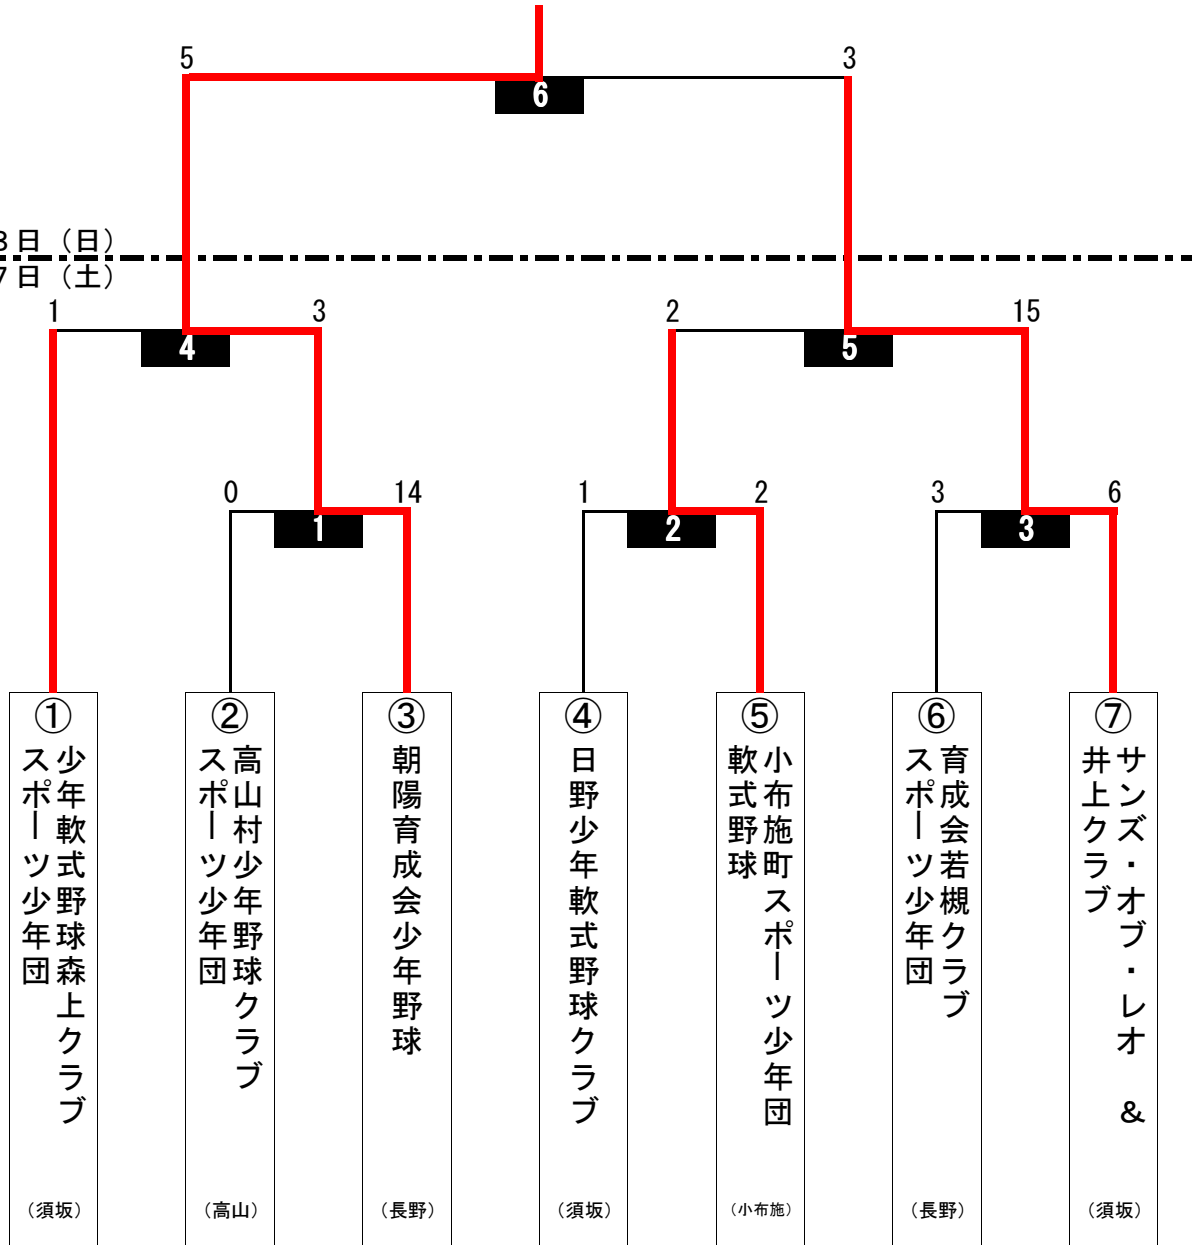 5
3
6
8日（日）
7日（土）
1
3
2
15
4
5
0
14
1
2
3
6
1
2
3
①
少年軟式野球森上クラブ
スポーツ少年団
（須坂）
②
高山村少年野球クラブ
スポーツ少年団
（高山）
③
朝陽育成会少年野球
（長野）
④
日野少年軟式野球クラブ
（須坂）
⑤
小布施町スポーツ少年団
軟式野球
（小布施）
⑥
育成会若槻クラブ
スポーツ少年団
（長野）
⑦
サンズ・オブ・レオ　＆
井上クラブ
（須坂）